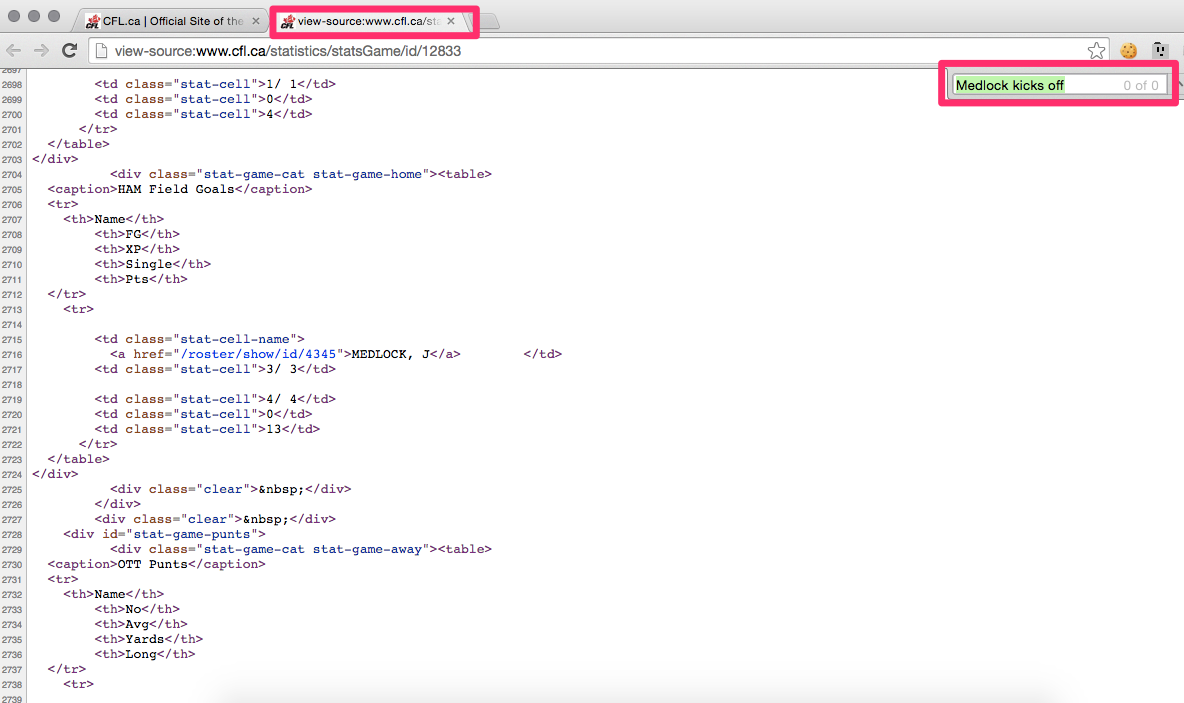 CFL.ca | Official Site of the
view-source:www.cfl.ca/sta
view-source:www.cfl.ca/statistics/statsGame/id/12833
Medlock kicks off 0 of 0
2697
2698 <td class="stat-cell">1/ 1</td>
2699 <td class="stat-cell">0</td>
2700 <td class="stat-cell">4</td>
2701 </tr>
2702 </table>
2703 </div>
2704 <div class="stat-game-cat stat-game-home"><table>
2705 <caption>HAM Field Goals</caption>
2706 <tr>
2707 <th>Name</th>
2708 <th>FG</th>
2709 <th>XP</th>
2710 <th>Single</th>
2711 <th>Pts</th>
2712 </tr>
2713 <tr>
2714
2715 <td class="stat-cell-name">
2716 <a href="/roster/show/id/4345">MEDLOCK, J</a> </td>
2717 <td class="stat-cell">3/ 3</td>
2718
2719 <td class="stat-cell">4/ 4</td>
2720 <td class="stat-cell">0</td>
2721 <td class="stat-cell">13</td>
2722 </tr>
2723 </table>
2724 </div>
2725 <div class="clear">&nbsp;</div>
2726 </div>
2727 <div class="clear">&nbsp;</div>
2728 <div id="stat-game-punts">
2729 <div class="stat-game-cat stat-game-away"><table>
2730 <caption>OTT Punts</caption>
2731 <tr>
2732 <th>Name</th>
2733 <th>No</th>
2734 <th>Avg</th>
2735 <th>Yards</th>
2736 <th>Long</th>
2737 </tr>
2738 <tr>
2739